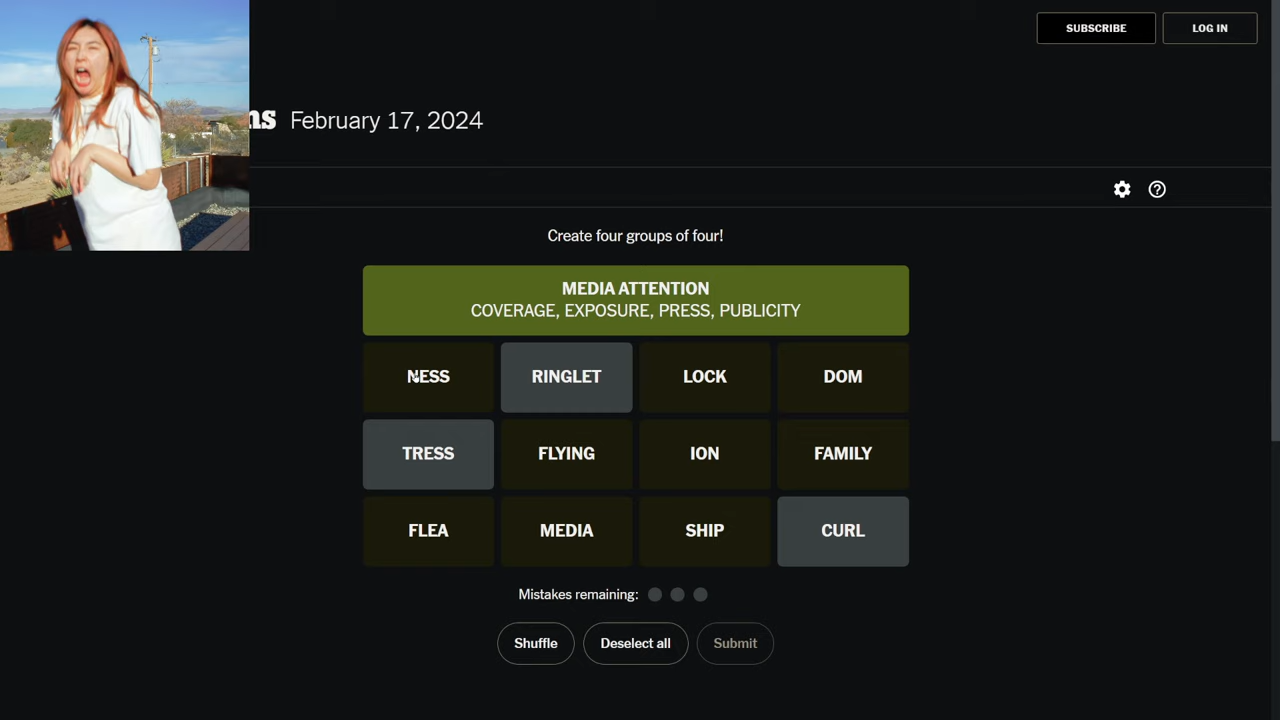 SUBSCRIBE LOG IN
ns February 17, 2024
Create four groups of four!
MEDIA ATTENTION
COVERAGE, EXPOSURE, PRESS, PUBLICITY
NESS RINGLET LOCK DOM
TRESS FLYING ION FAMILY
FLEA MEDIA SHIP CURL
Mistakes remaining:
Shuffle Deselect all Submit